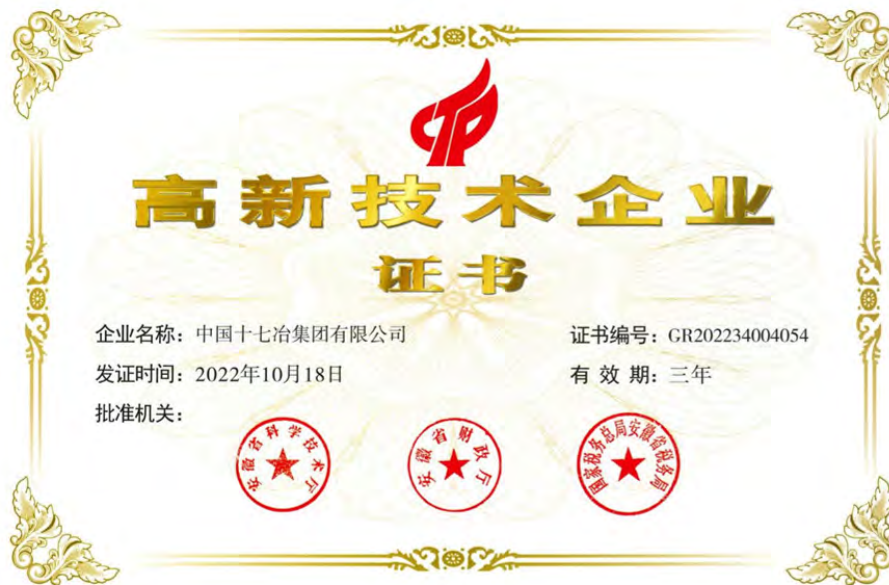 高新技术企业
证书
企业名称：中国十七冶集团有限公司
证书编号：GR202234004054
发证时间：2022年10月18日
有效期：三年
批准机关：
安徽省科学技术厅
安徽省财政厅
国家税务总局安徽省税务局